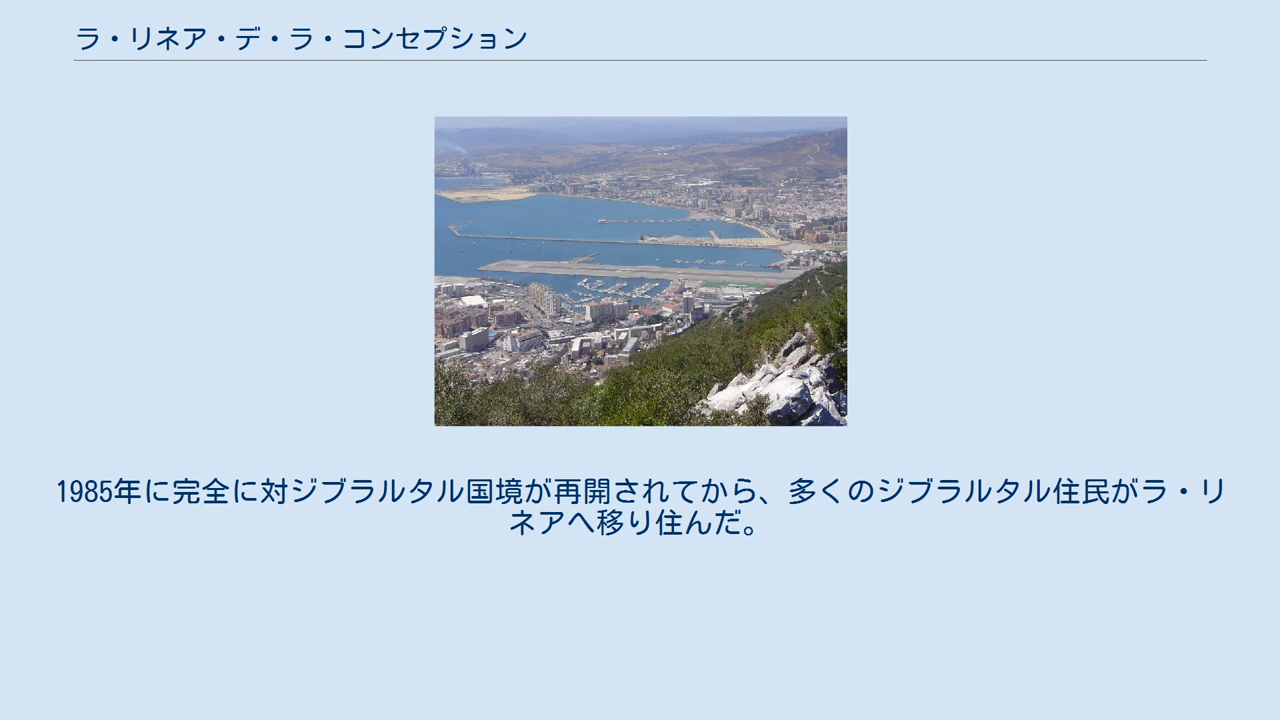 ラ・リネア・デ・ラ・コンセプション
1985年に完全に対ジブラルタル国境が再開されてから、多くのジブラルタル住民がラ・リ
ネアへ移り住んだ。